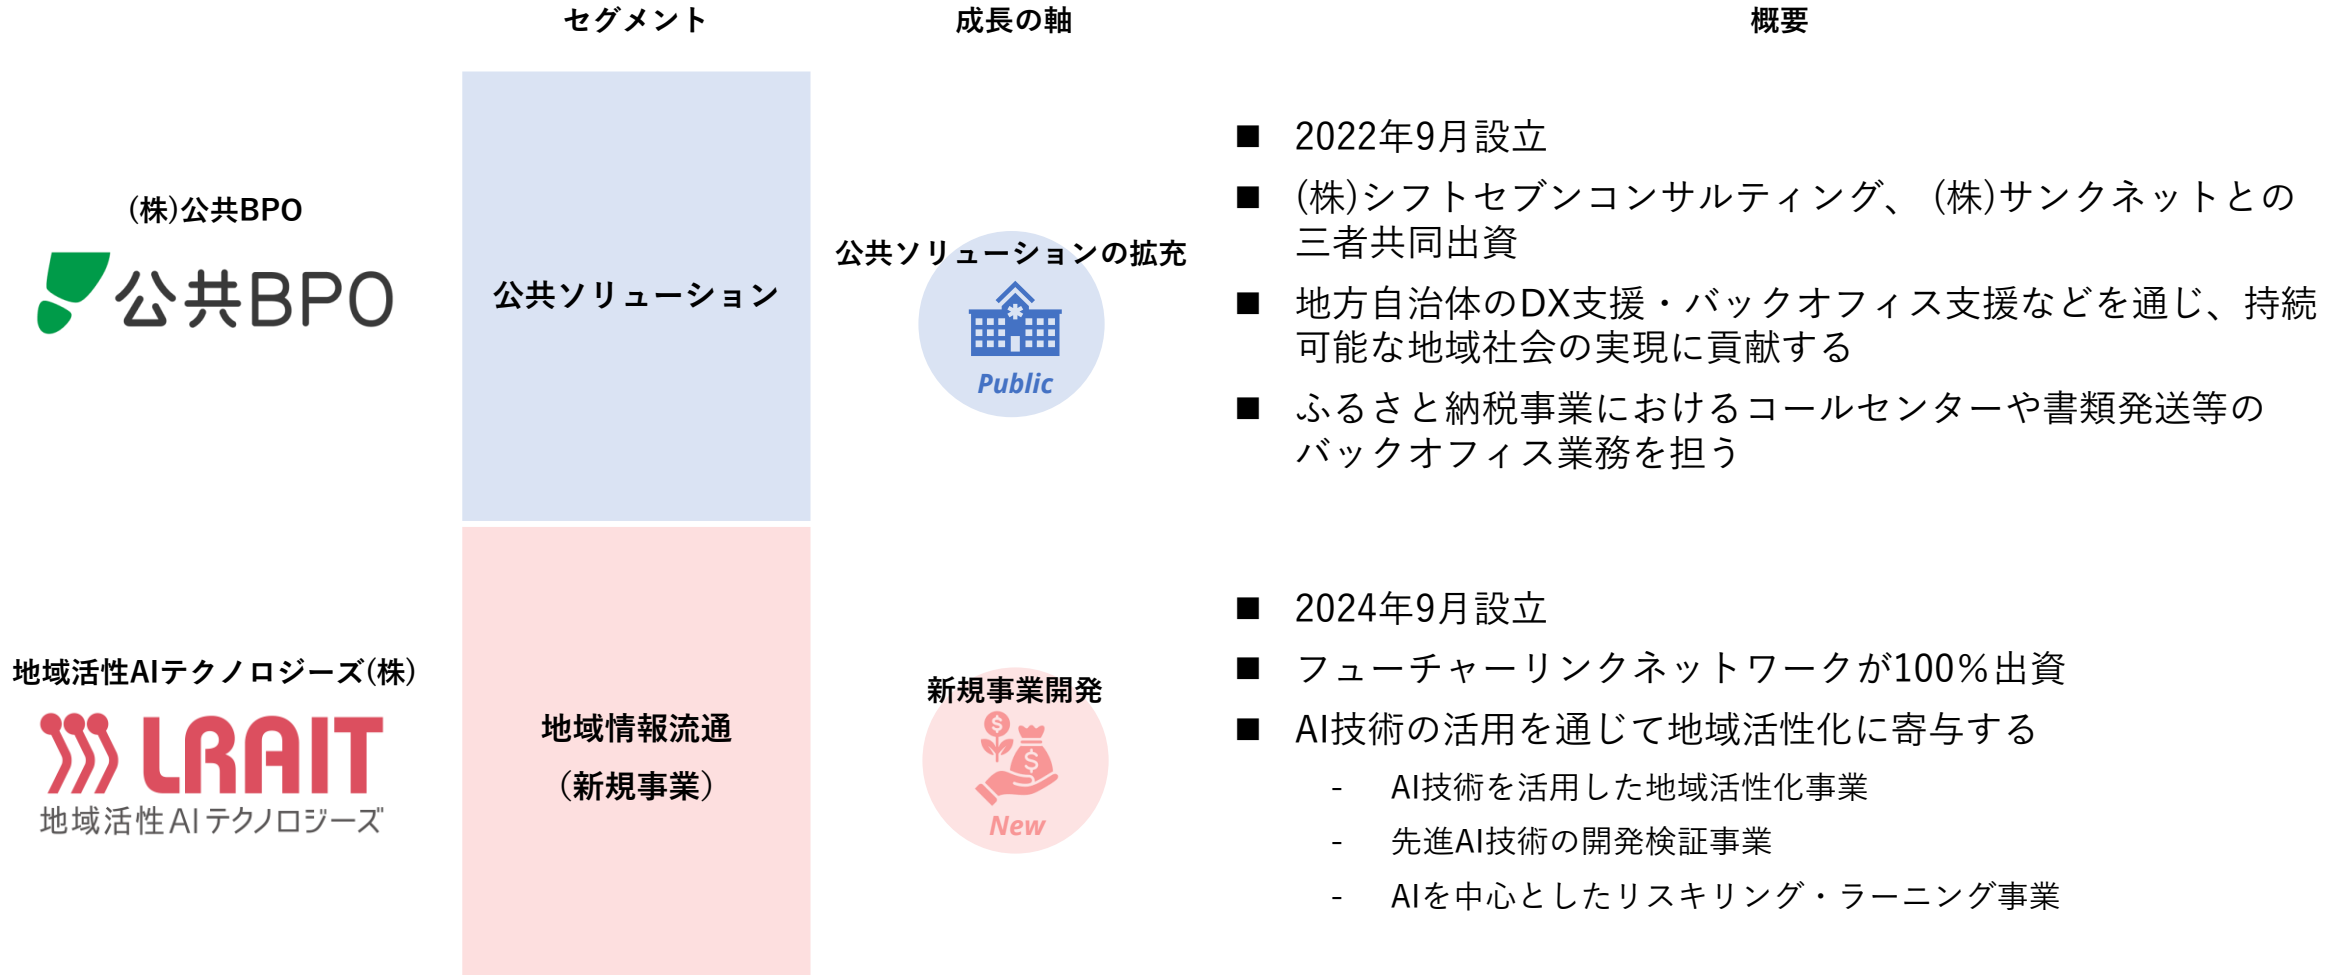 セグメント
成長の軸
概要
(株)公共BPO
公共BPO
公共ソリューション
公共ソリューションの拡充
Public
■ 2022年9月設立
■ (株)シフトセブンコンサルティング、 (株)サンクネットとの
三者共同出資
■ 地方自治体のDX支援・バックオフィス支援などを通じ、持続
可能な地域社会の実現に貢献する
■ ふるさと納税事業におけるコールセンターや書類発送等の
バックオフィス業務を担う
地域活性AIテクノロジーズ(株)
LRAIT
地域活性AIテクノロジーズ
地域情報流通
（新規事業）
新規事業開発
New
■ 2024年9月設立
■ フューチャーリンクネットワークが100％出資
■ AI技術の活用を通じて地域活性化に寄与する
- AI技術を活用した地域活性化事業
- 先進AI技術の開発検証事業
- AIを中心としたリスキリング・ラーニング事業